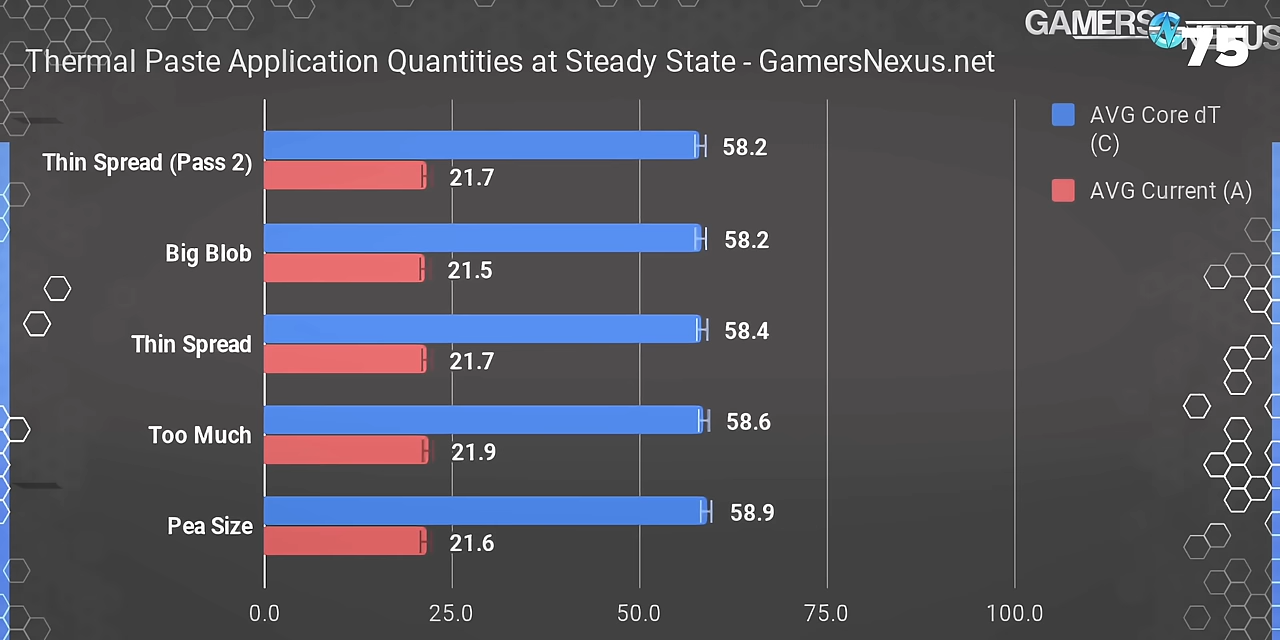 GAMERS NEXUS
75
Thermal Paste Application Quantities at Steady State - GamersNexus.net
AVG Core dT
(C)
AVG Current (A)
Thin Spread (Pass 2)
58.2
21.7
Big Blob
58.2
21.5
Thin Spread
58.4
21.7
Too Much
58.6
21.9
Pea Size
58.9
21.6
0.0
25.0
50.0
75.0
100.0